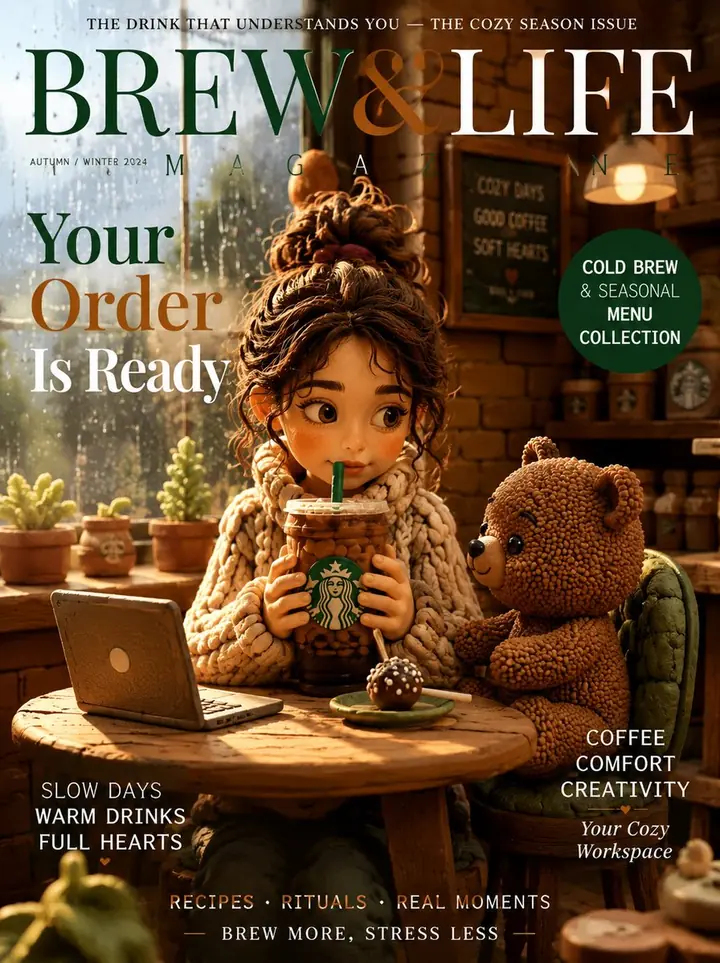 THE DRINK THAT UNDERSTANDS YOU — THE COZY SEASON ISSUE
BREW&LIFE
AUTUMN / WINTER 2024
MAGAZINE
Your
Order
Is Ready
COZY DAYS
GOOD COFFEE
SOFT HEARTS
COLD BREW
& SEASONAL
MENU
COLLECTION
SLOW DAYS
WARM DRINKS
FULL HEARTS
COFFEE
COMFORT
CREATIVITY
Your Cozy
Workspace
RECIPES • RITUALS • REAL MOMENTS
— BREW MORE, STRESS LESS —